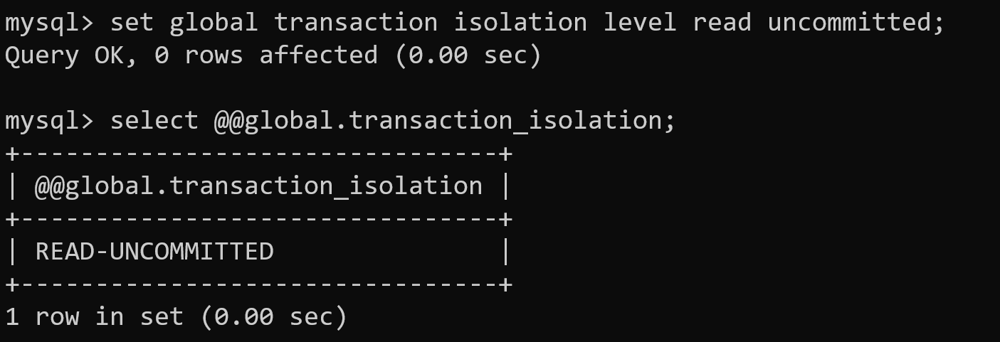 mysql> set global transaction isolation level read uncommitted;
Query OK, 0 rows affected (0.00 sec)
mysql> select @@global.transaction_isolation;
+--------------------------------+
| @@global.transaction_isolation |
+--------------------------------+
| READ-UNCOMMITTED               |
+--------------------------------+
1 row in set (0.00 sec)